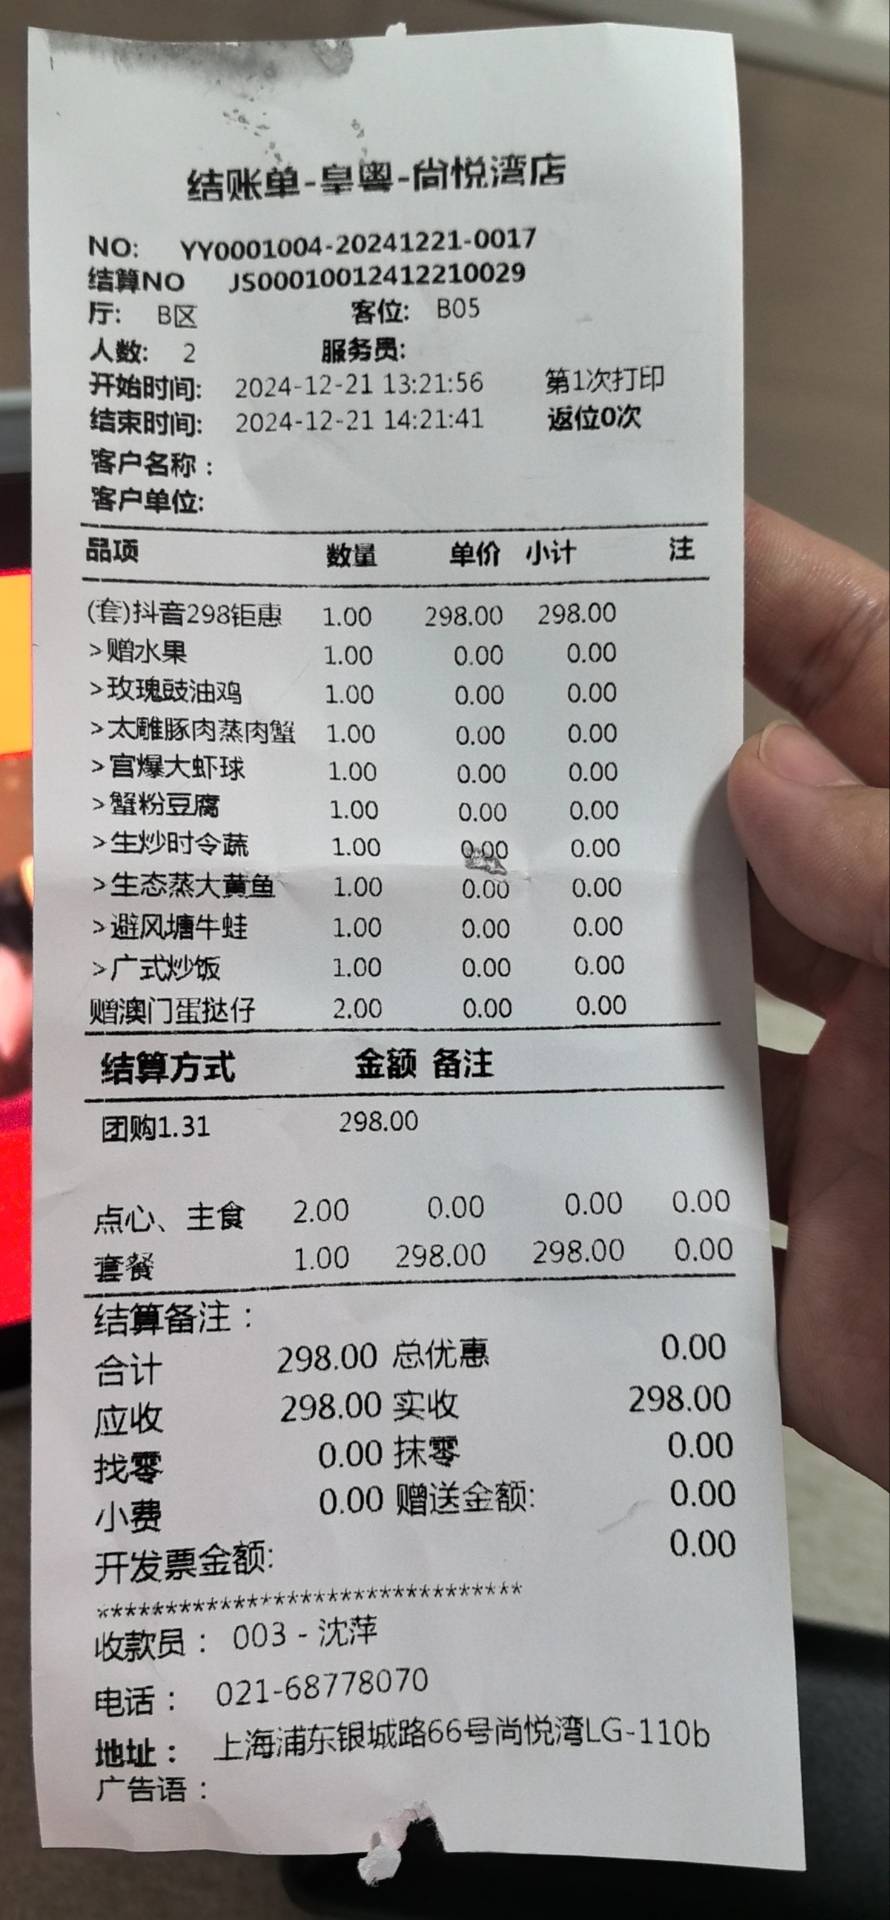 结账单-皇粤-尚悦湾店
NO: YY0001004-20241221-0017
结算NO JS00010012412210029
厅: B区 客位: B05
人数: 2 服务员:
开始时间: 2024-12-21 13:21:56 第1次打印
结束时间: 2024-12-21 14:21:41 返位0次
客户名称：
客户单位:
品项 数量 单价 小计 注
(套)抖音298钜惠 1.00 298.00 298.00
>赠水果 1.00 0.00 0.00
>玫瑰豉油鸡 1.00 0.00 0.00
>太雕豚肉蒸肉蟹 1.00 0.00 0.00
>宫爆大虾球 1.00 0.00 0.00
>蟹粉豆腐 1.00 0.00 0.00
>生炒时令蔬 1.00 0.00 0.00
>生态蒸大黄鱼 1.00 0.00 0.00
>避风塘牛蛙 1.00 0.00 0.00
>广式炒饭 1.00 0.00 0.00
赠澳门蛋挞仔 2.00 0.00 0.00
结算方式 金额 备注
团购1.31 298.00
点心、主食 2.00 0.00 0.00 0.00
套餐 1.00 298.00 298.00 0.00
结算备注：
合计 298.00 总优惠 0.00
应收 298.00 实收 298.00
找零 0.00 抹零 0.00
小费 0.00 赠送金额: 0.00
开发票金额: 0.00
*******************************
收款员： 003 - 沈萍
电话： 021-68778070
地址： 上海浦东银城路66号尚悦湾LG-110b
广告语：